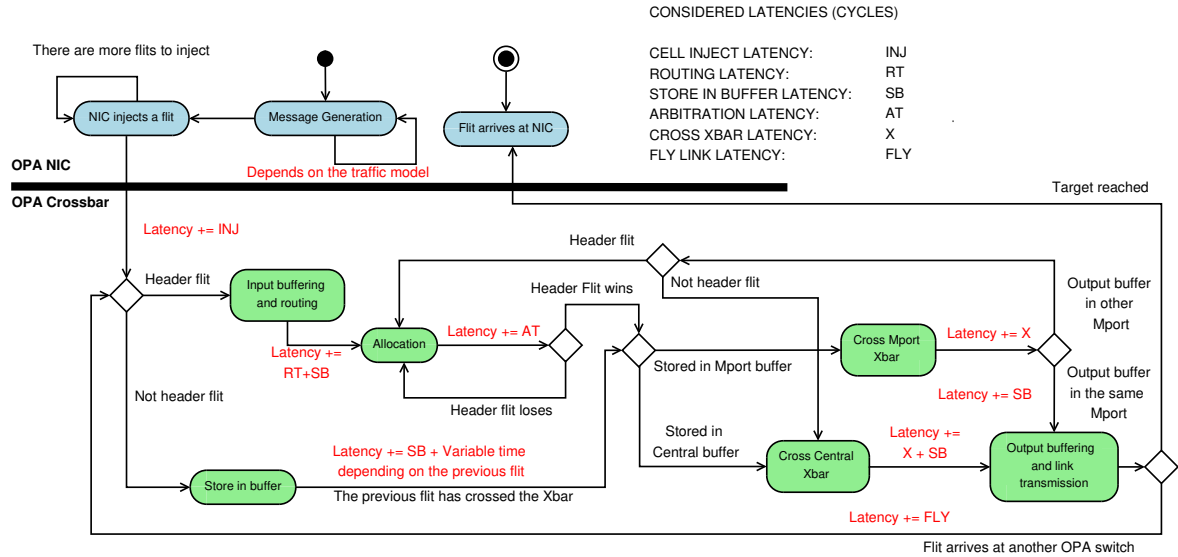 CONSIDERED LATENCIES (CYCLES)
CELL INJECT LATENCY: INJ
ROUTING LATENCY: RT
STORE IN BUFFER LATENCY: SB
ARBITRATION LATENCY: AT
CROSS XBAR LATENCY: X
FLY LINK LATENCY: FLY
There are more flits to inject
NIC injects a flit
Message Generation
Flit arrives at NIC
Depends on the traffic model
OPA NIC
OPA Crossbar
Target reached
Latency += INJ
Header flit
Input buffering
and routing
Latency +=
RT+SB
Allocation
Latency += AT
Header Flit wins
Header flit loses
Header flit
Not header flit
Stored in Mport buffer
Cross Mport
Xbar
Latency += X
Output buffer
in other
Mport
Output buffer
in the same
Mport
Latency += SB
Not header flit
Store in buffer
Latency += SB + Variable time
depending on the previous flit
The previous flit has crossed the Xbar
Stored in
Central buffer
Cross Central
Xbar
Latency +=
X + SB
Output buffering
and link
transmission
Latency += FLY
Flit arrives at another OPA switch